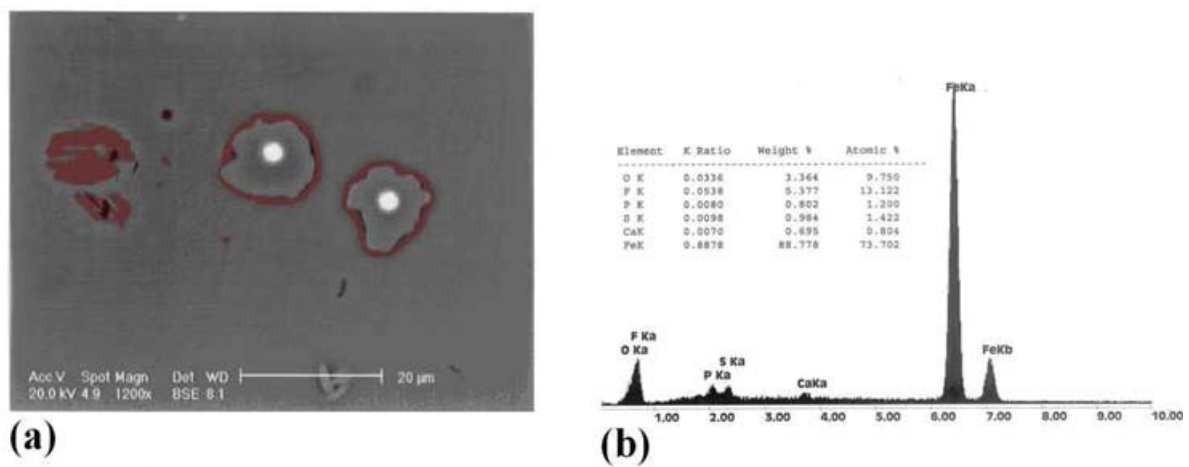 Acc.V Spot Magn Det WD 20 µm
20.0 kV 4.9 1200x BSE 8.1
(a)
FeKa
Element K Ratio Weight % Atomic %
O K 0.0336 3.364 9.750
F K 0.0538 5.377 13.122
P K 0.0080 0.802 1.200
S K 0.0098 0.984 1.422
CaK 0.0070 0.695 0.804
FeK 0.8878 88.778 73.702
F Ka
O Ka
S Ka
P Ka
CaKa
FeKb
1.00 2.00 3.00 4.00 5.00 6.00 7.00 8.00 9.00 10.00
(b)